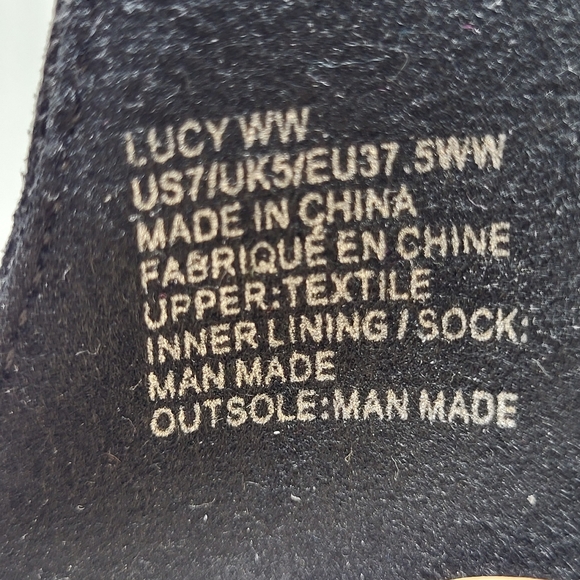 LUCY WW
US7/UK5/EU37.5WW
MADE IN CHINA
FABRIQUÉ EN CHINE
UPPER:TEXTILE
INNER LINING / SOCK:
MAN MADE
OUTSOLE:MAN MADE